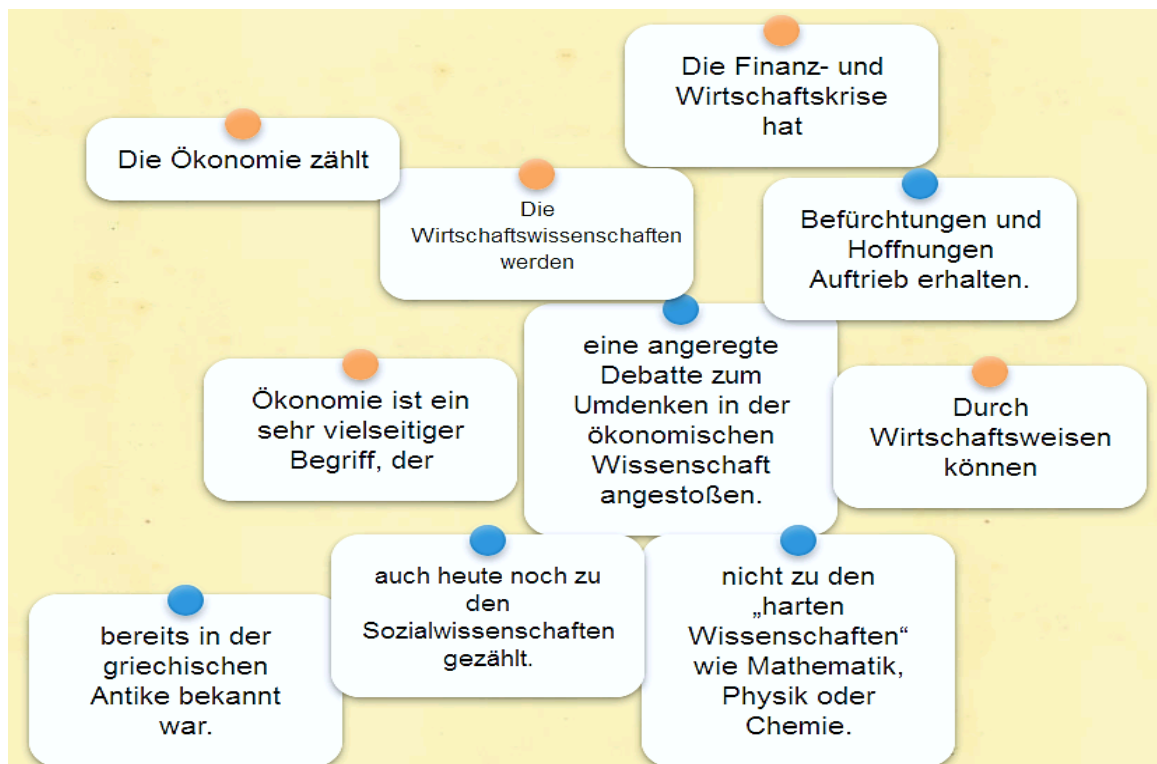 Die Finanz- und
Wirtschaftskrise
hat
Die Ökonomie zählt
Die
Wirtschaftswissenschaften
werden
Befürchtungen und
Hoffnungen
Auftrieb erhalten.
eine angeregte
Debatte zum
Umdenken in der
ökonomischen
Wissenschaft
angestoßen.
Ökonomie ist ein
sehr vielseitiger
Begriff, der
Durch
Wirtschaftsweisen
können
auch heute noch zu
den
Sozialwissenschaften
gezählt.
nicht zu den
„harten
Wissenschaften“
wie Mathematik,
Physik oder
Chemie.
bereits in der
griechischen
Antike bekannt
war.